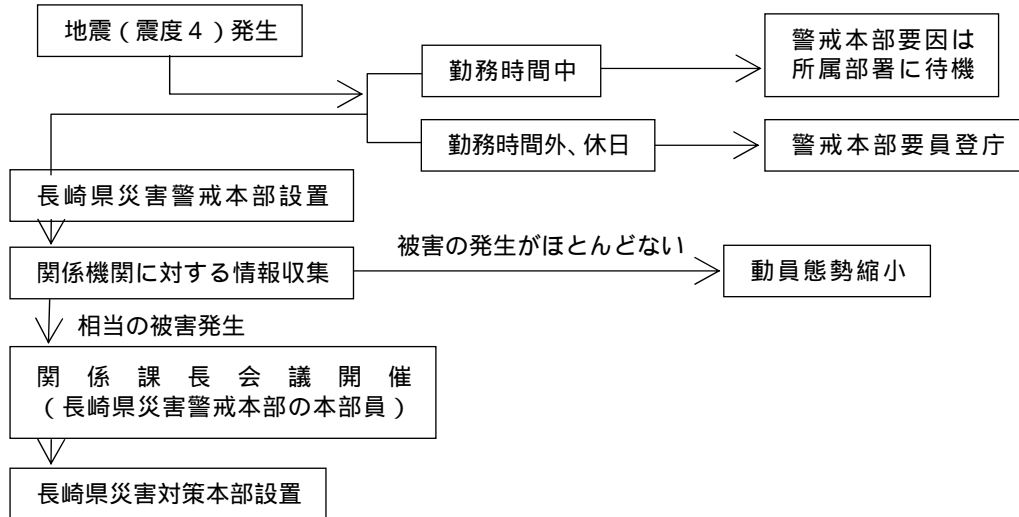 地震（震度４）発生
勤務時間中
警戒本部要因は
所属部署に待機
勤務時間外、休日
警戒本部要員登庁
長崎県災害警戒本部設置
被害の発生がほとんどない
関係機関に対する情報収集
動員態勢縮小
相当の被害発生
関係課長会議開催
（長崎県災害警戒本部の本部員）
長崎県災害対策本部設置